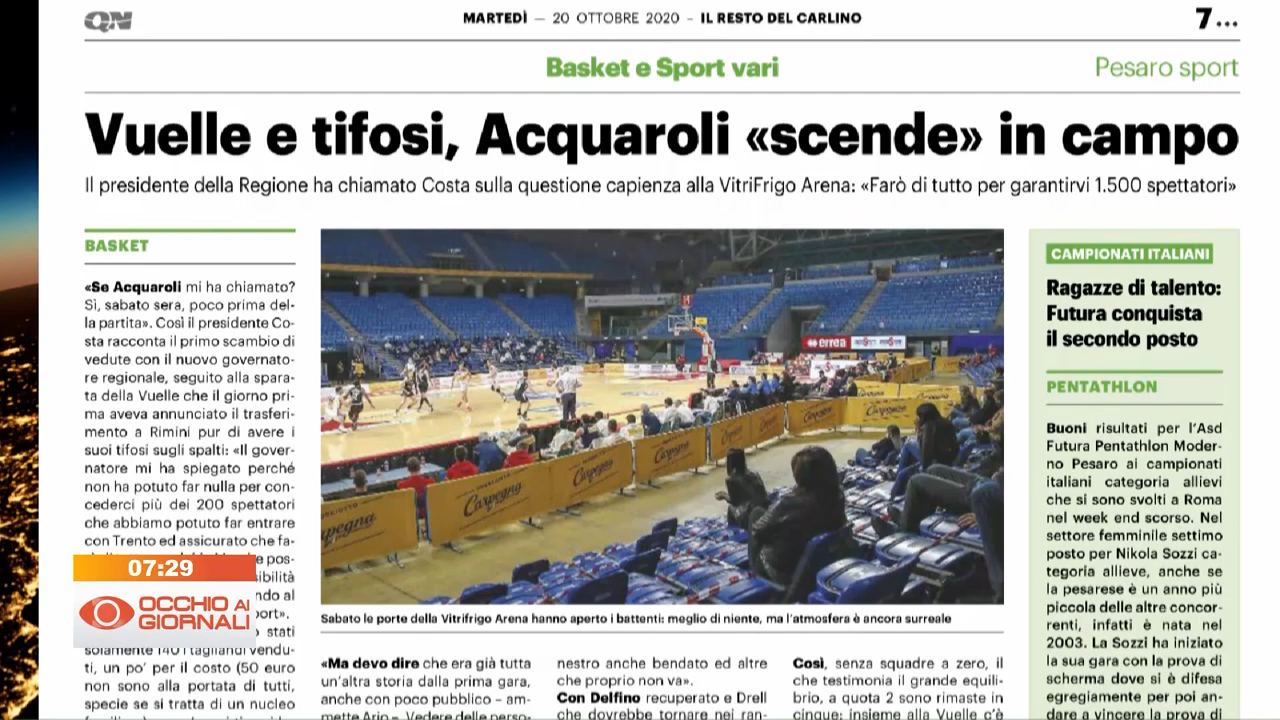 QN
MARTEDÌ — 20 OTTOBRE 2020 – IL RESTO DEL CARLINO
7...
Basket e Sport vari
Pesaro sport
Vuelle e tifosi, Acquaroli «scende» in campo
Il presidente della Regione ha chiamato Costa sulla questione capienza alla VitriFrigo Arena: «Farò di tutto per garantirvi 1.500 spettatori»
BASKET
«Se Acquaroli mi ha chiamato?
Sì, sabato sera, poco prima del-
la partita». Così il presidente Co-
sta racconta il primo scambio di
vedute con il nuovo governato-
re regionale, seguito alla spara-
ta della Vuelle che il giorno pri-
ma aveva annunciato il trasferi-
mento a Rimini pur di avere i
suoi tifosi sugli spalti: «Il gover-
natore mi ha spiegato perché
non ha potuto far nulla per con-
cederci più dei 200 spettatori
che abbiamo potuto far entrare
con Trento ed assicurato che fa-
pos-
sibilità
ndo al
port».
stati
solamente 140 i tagliandi vendu-
ti, un po' per il costo (50 euro
non sono alla portata di tutti,
specie se si tratta di un nucleo
07:29
OCCHIO AI
GIORNALI
errea
Carpegna
Carpegna
Carpegna
Carpegna
Carpegna
Carpegna
Carpegna
Sabato le porte della Vitrifrigo Arena hanno aperto i battenti: meglio di niente, ma l'atmosfera è ancora surreale
«Ma devo dire che era già tutta
un'altra storia dalla prima gara,
anche con poco pubblico – am-
mette Ario –. Vedere delle perso-
nestro anche bendato ed altre
che proprio non va».
Con Delfino recuperato e Drell
che dovrebbe tornare nei ran-
Così, senza squadre a zero, il
che testimonia il grande equili-
brio, a quota 2 sono rimaste in
cinque: insieme alla Vuelle c'è
CAMPIONATI ITALIANI
Ragazze di talento:
Futura conquista
il secondo posto
PENTATHLON
Buoni risultati per l'Asd
Futura Pentathlon Moder-
no Pesaro ai campionati
italiani categoria allievi
che si sono svolti a Roma
nel week end scorso. Nel
settore femminile settimo
posto per Nikola Sozzi ca-
tegoria allieve, anche se
la pesarese è un anno più
piccola delle altre concor-
renti, infatti è nata nel
2003. La Sozzi ha iniziato
la sua gara con la prova di
scherma dove si è difesa
egregiamente per poi an-
dare a vincere la prova di